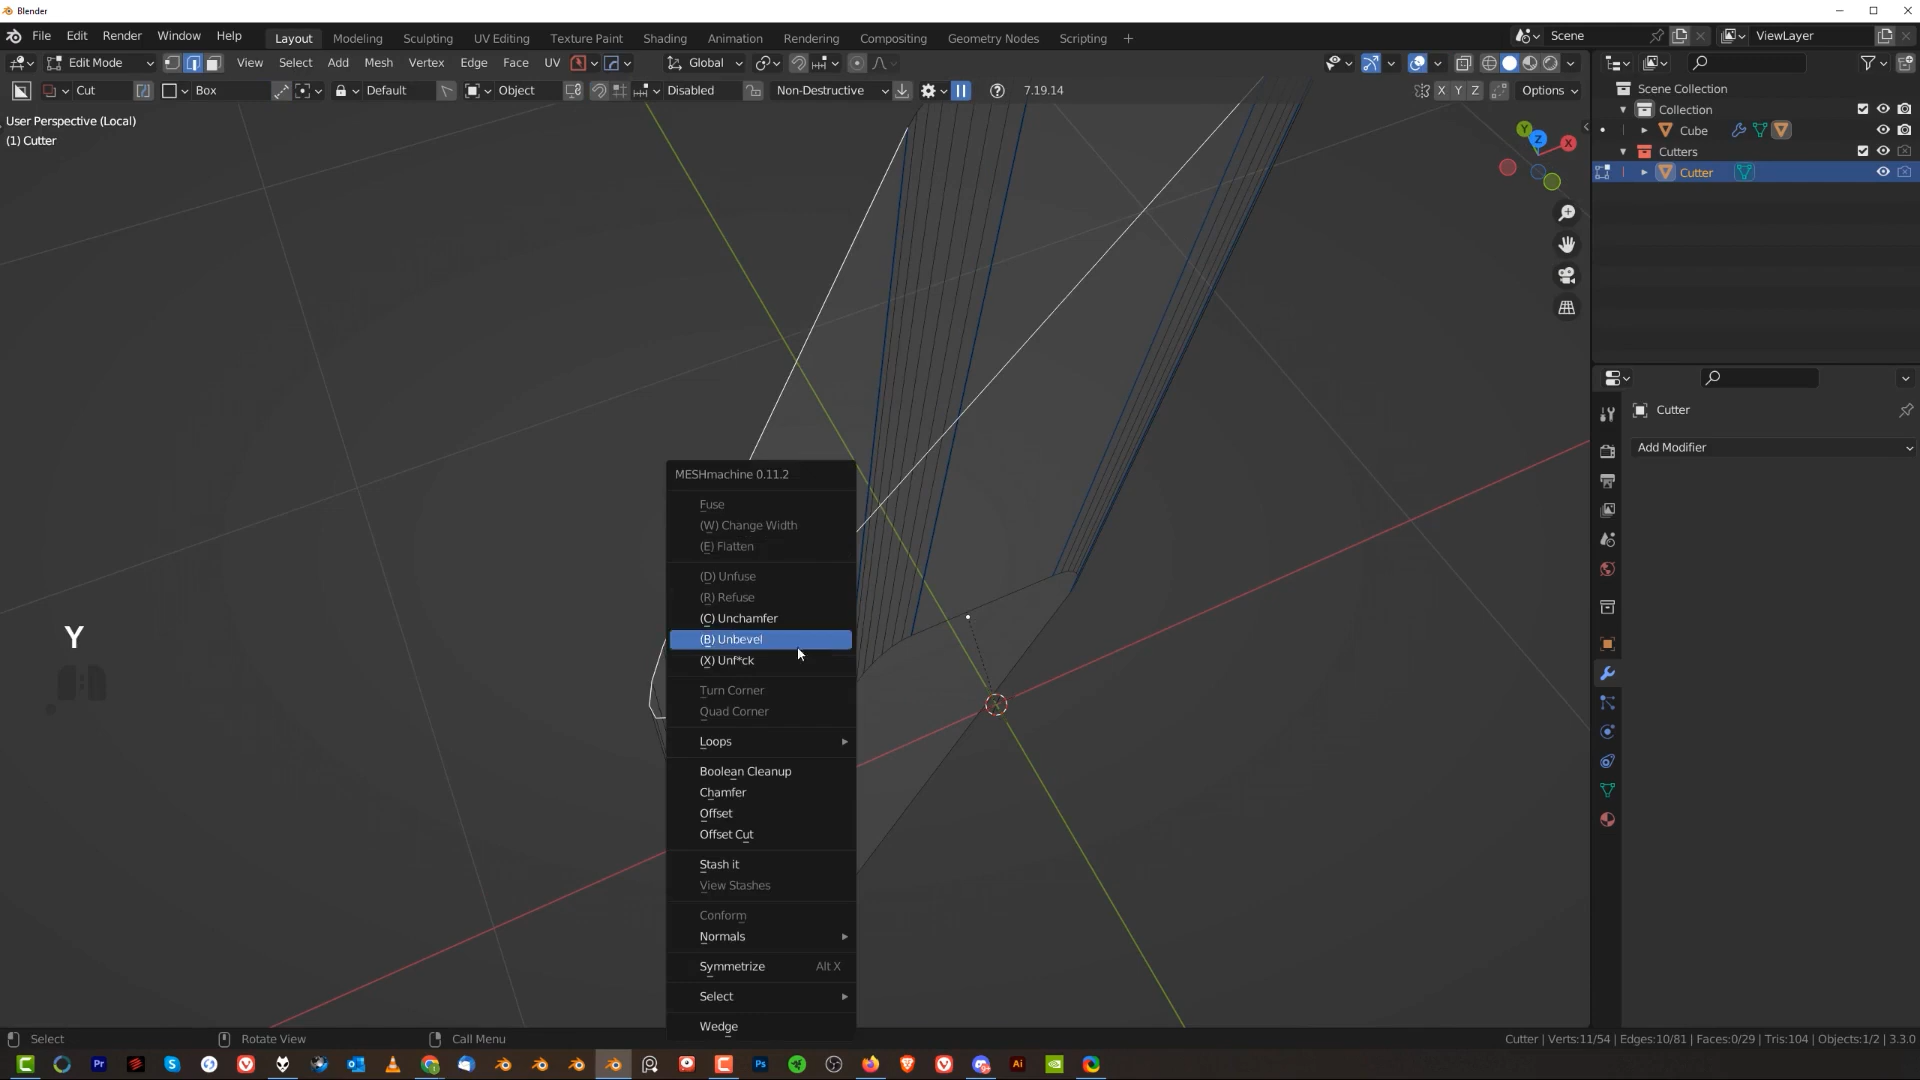 Blender
File Edit Render Window Help
Layout Modeling Sculpting UV Editing Texture Paint Shading Animation Rendering Compositing Geometry Nodes Scripting +
Scene
ViewLayer
Edit Mode View Select Add Mesh Vertex Edge Face UV Global
Cut Box Default Object Disabled Non-Destructive 7.19.14 X Y Z Options
User Perspective (Local)
(1) Cutter
Y Z X
Scene Collection
Collection
Cube
Cutters
Cutter
Cutter
Add Modifier
MESHmachine 0.11.2
Fuse
(W) Change Width
(E) Flatten
(D) Unfuse
(R) Refuse
(C) Unchamfer
(B) Unbevel
(X) Unf*ck
Turn Corner
Quad Corner
Loops
Boolean Cleanup
Chamfer
Offset
Offset Cut
Stash it
View Stashes
Conform
Normals
Symmetrize Alt X
Select
Wedge
Y
Select Rotate View Call Menu
Cutter | Verts:11/54 | Edges:10/81 | Faces:0/29 | Tris:104 | Objects:1/2 | 3.3.0
Pr S Ps Ai